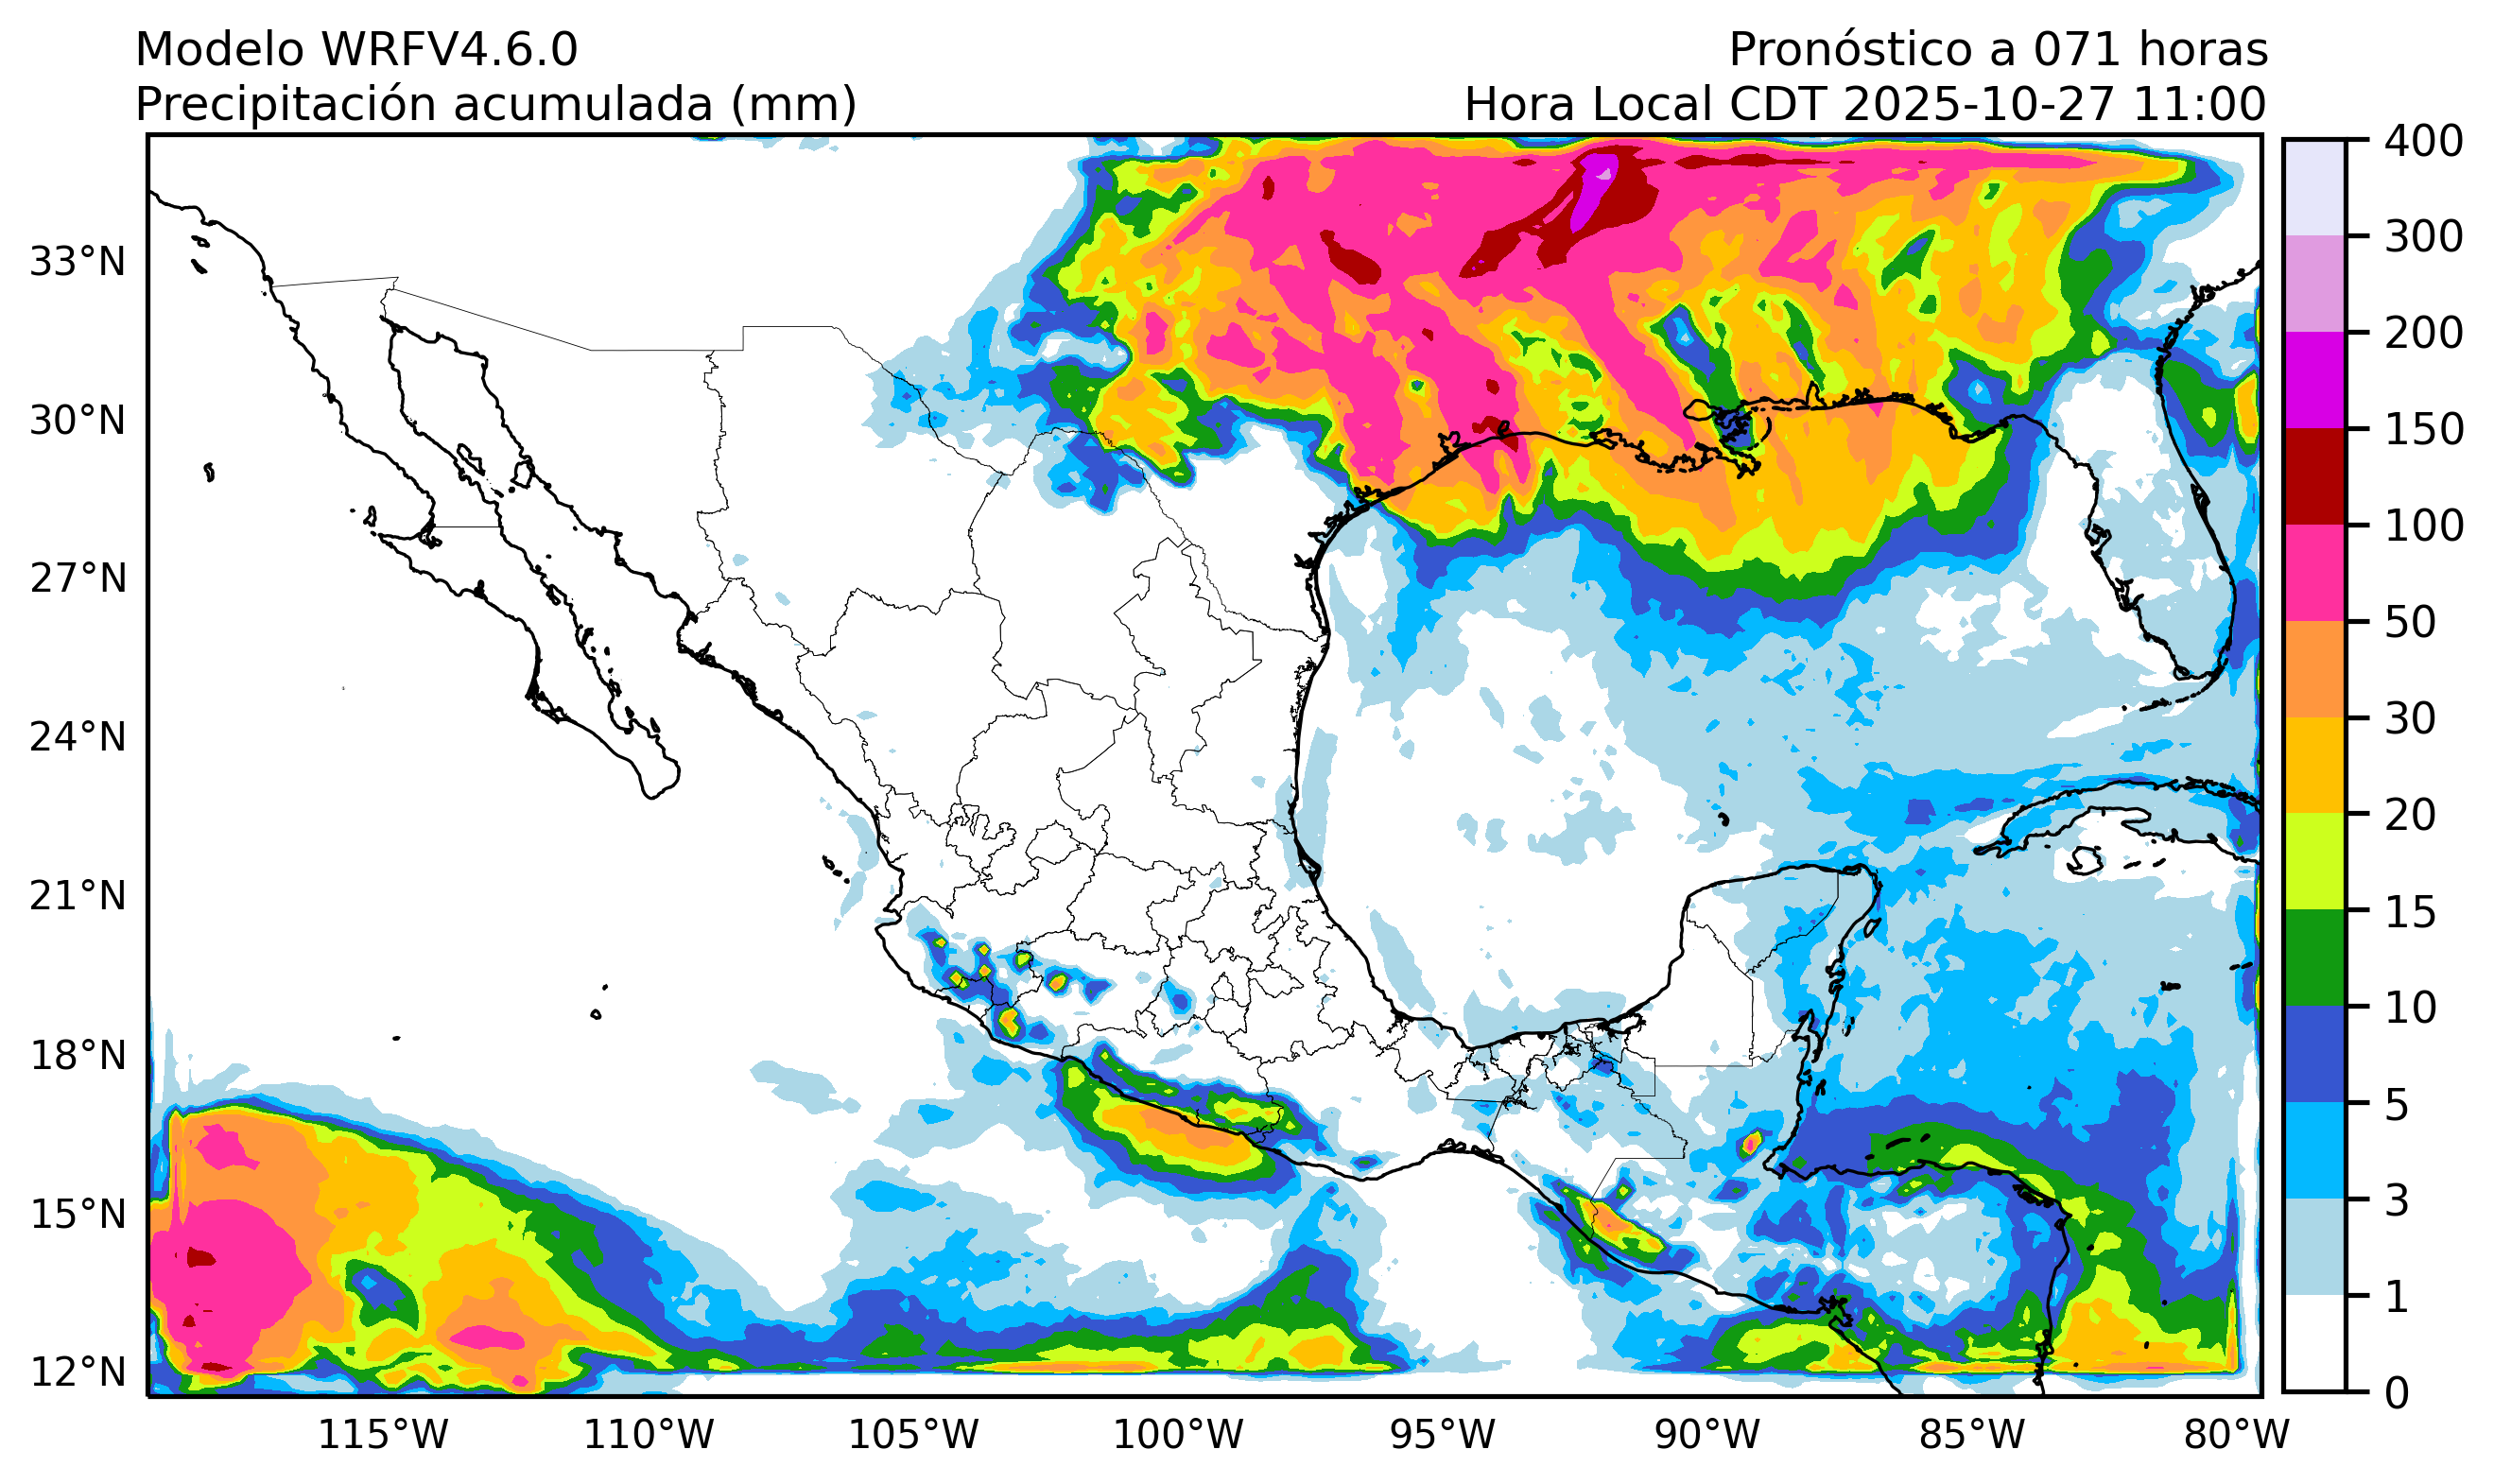 Modelo WRFV4.6.0
Pronóstico a 071 horas
Precipitación acumulada (mm)
Hora Local CDT 2025-10-27 11:00
33°N
30°N
27°N
24°N
21°N
18°N
15°N
12°N
115°W
110°W
105°W
100°W
95°W
90°W
85°W
80°W
400
300
200
150
100
50
30
20
15
10
5
3
1
0